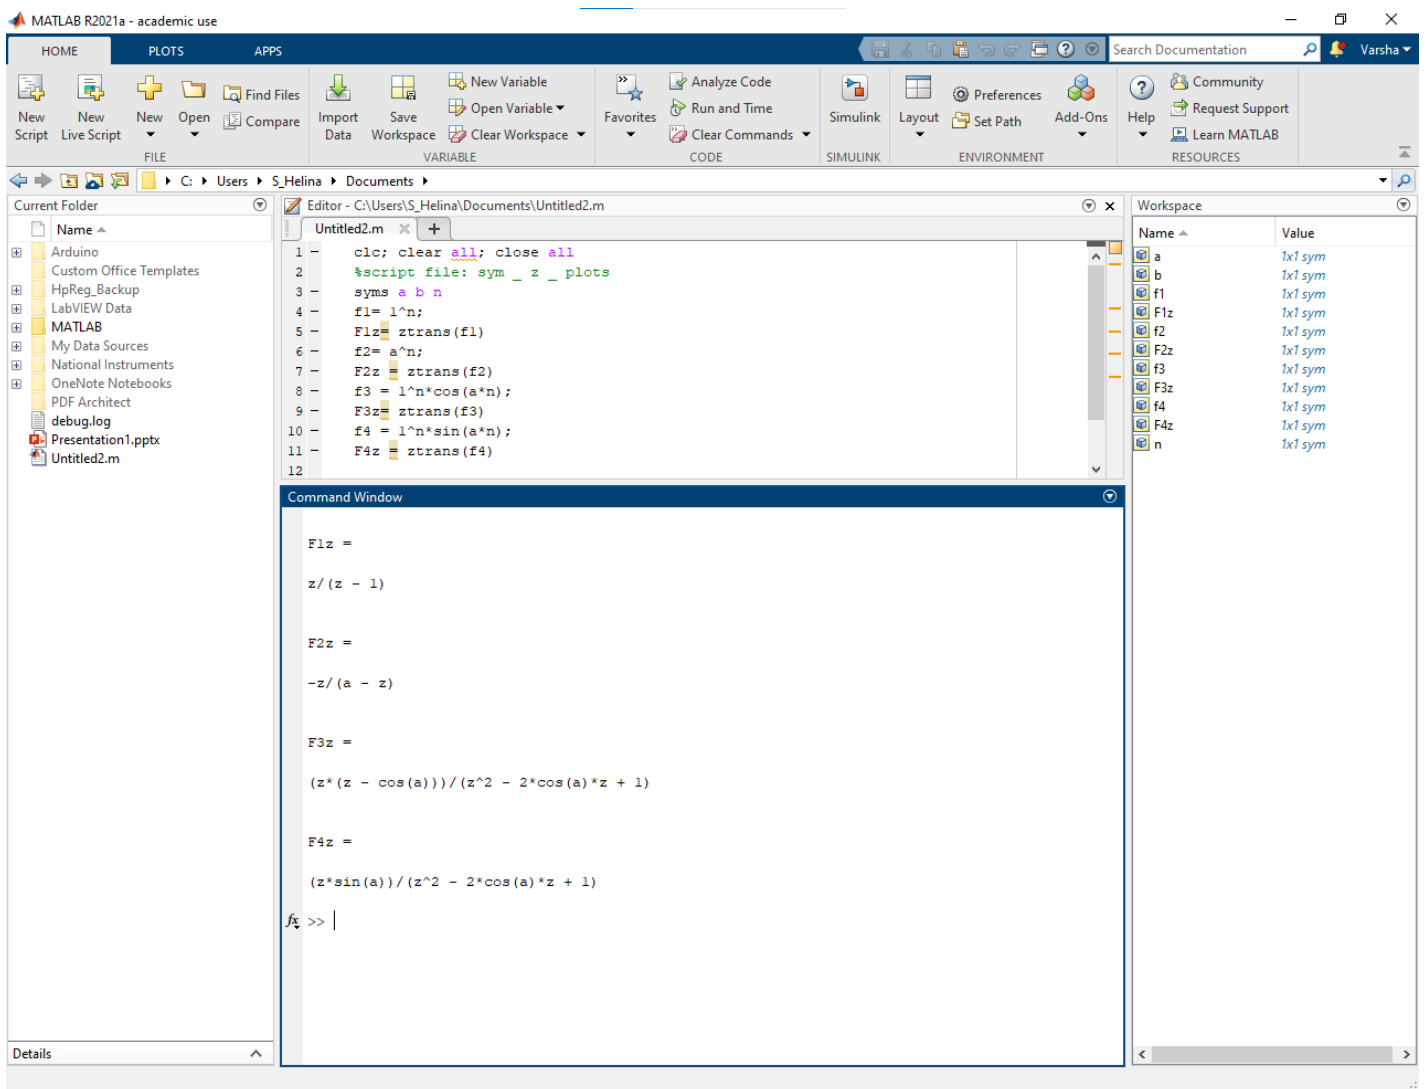 MATLAB R2021a - academic use
HOME PLOTS APPS Search Documentation Varsha
New Script
New Live Script
New
Open
Find Files
Compare
FILE
Import Data
Save Workspace
New Variable
Open Variable
Clear Workspace
VARIABLE
Favorites
Analyze Code
Run and Time
Clear Commands
CODE
Simulink
SIMULINK
Layout
Preferences
Set Path
Add-Ons
ENVIRONMENT
Help
Community
Request Support
Learn MATLAB
RESOURCES
C: Users S_Helina Documents
Current Folder
Name
Arduino
Custom Office Templates
HpReg_Backup
LabVIEW Data
MATLAB
My Data Sources
National Instruments
OneNote Notebooks
PDF Architect
debug.log
Presentation1.pptx
Untitled2.m
Details
Editor - C:\Users\S_Helina\Documents\Untitled2.m
Untitled2.m
1 - clc; clear all; close all
2 %script file: sym _ z _ plots
3 - syms a b n
4 - f1= 1^n;
5 - F1z= ztrans(f1)
6 - f2= a^n;
7 - F2z = ztrans(f2)
8 - f3 = 1^n*cos(a*n);
9 - F3z= ztrans(f3)
10 - f4 = 1^n*sin(a*n);
11 - F4z = ztrans(f4)
12
Command Window
F1z =
z/(z - 1)
F2z =
-z/(a - z)
F3z =
(z*(z - cos(a)))/(z^2 - 2*cos(a)*z + 1)
F4z =
(z*sin(a))/(z^2 - 2*cos(a)*z + 1)
fx >>
Workspace
Name Value
a 1x1 sym
b 1x1 sym
f1 1x1 sym
F1z 1x1 sym
f2 1x1 sym
F2z 1x1 sym
f3 1x1 sym
F3z 1x1 sym
f4 1x1 sym
F4z 1x1 sym
n 1x1 sym